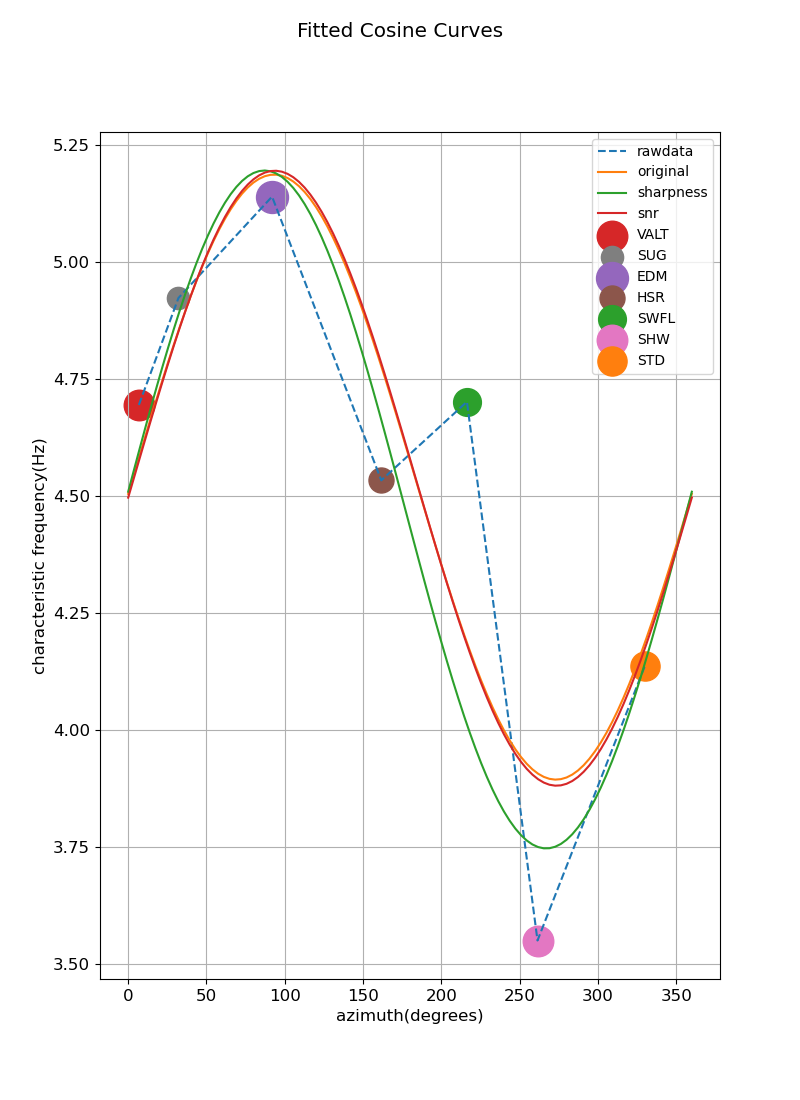 Fitted Cosine Curves
5.25
5.00
4.75
4.50
4.25
4.00
3.75
3.50
characteristic frequency(Hz)
rawdata
original
sharpness
snr
VALT
SUG
EDM
HSR
SWFL
SHW
STD
0 50 100 150 200 250 300 350
azimuth(degrees)